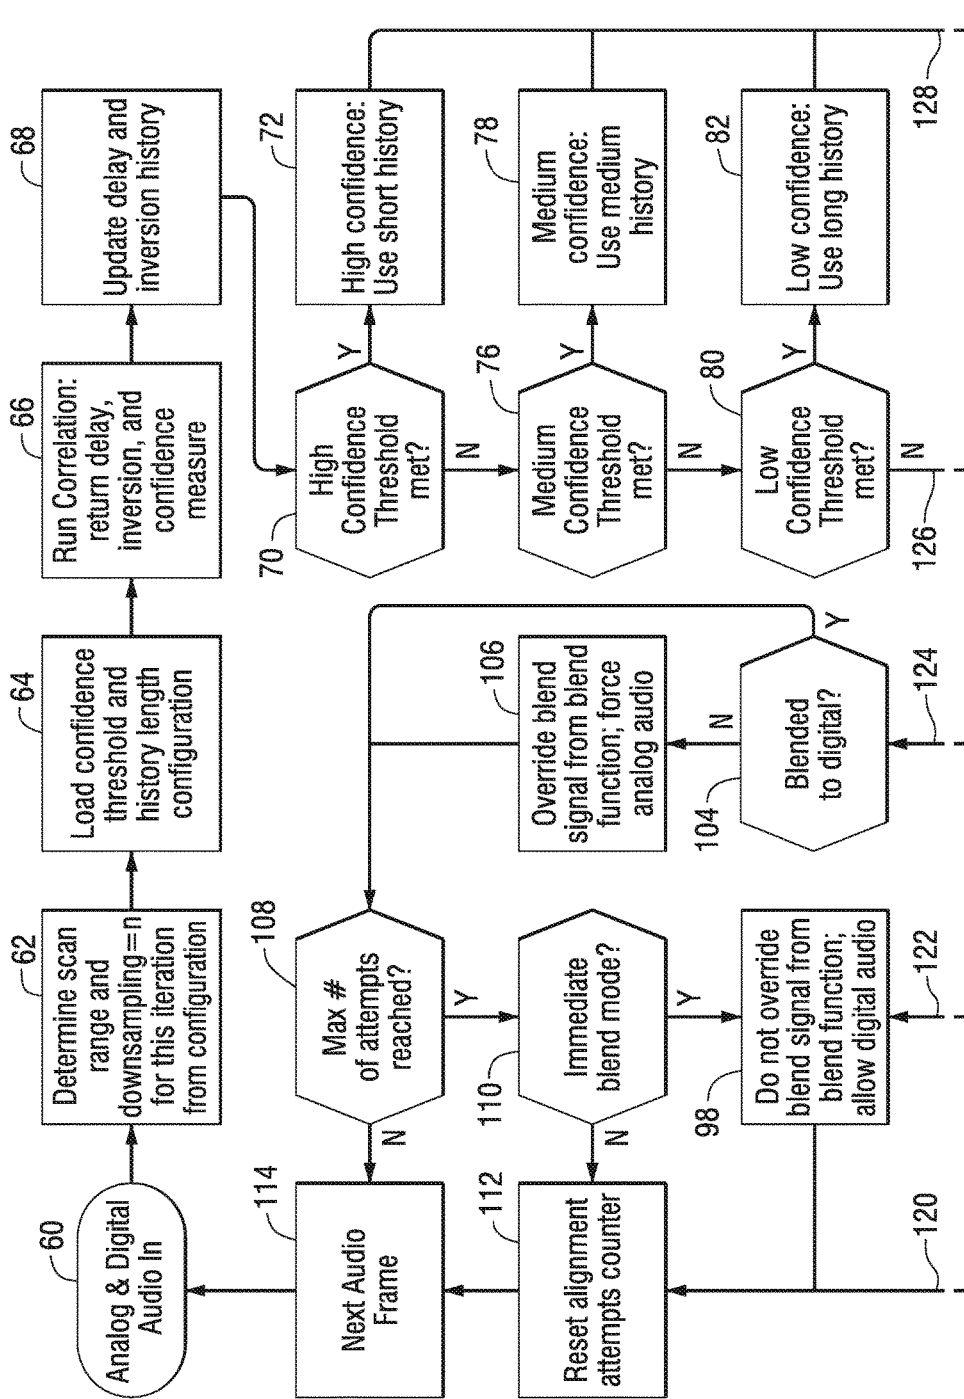 60
Analog & Digital
Audio In
62
Determine scan
range and
downsampling=n
for this iteration
from configuration
64
Load confidence
threshold and
history length
configuration
66
Run Correlation:
return delay,
inversion, and
confidence
measure
68
Update delay and
inversion history
114
Next Audio
Frame
N
108
Max #
of attempts
reached?
Y
70
High
Confidence
Threshold
met?
Y
N
72
High confidence:
Use short history
112
Reset alignment
attempts counter
N
110
Immediate
blend mode?
Y
106
Override blend
signal from blend
function; force
analog audio
N
76
Medium
Confidence
Threshold
met?
Y
N
78
Medium
confidence:
Use medium
history
98
Do not override
blend signal from
blend function;
allow digital audio
104
Blended
to digital?
Y
80
Low
Confidence
Threshold
met?
Y
N
82
Low confidence:
Use long history
120
122
124
126
128